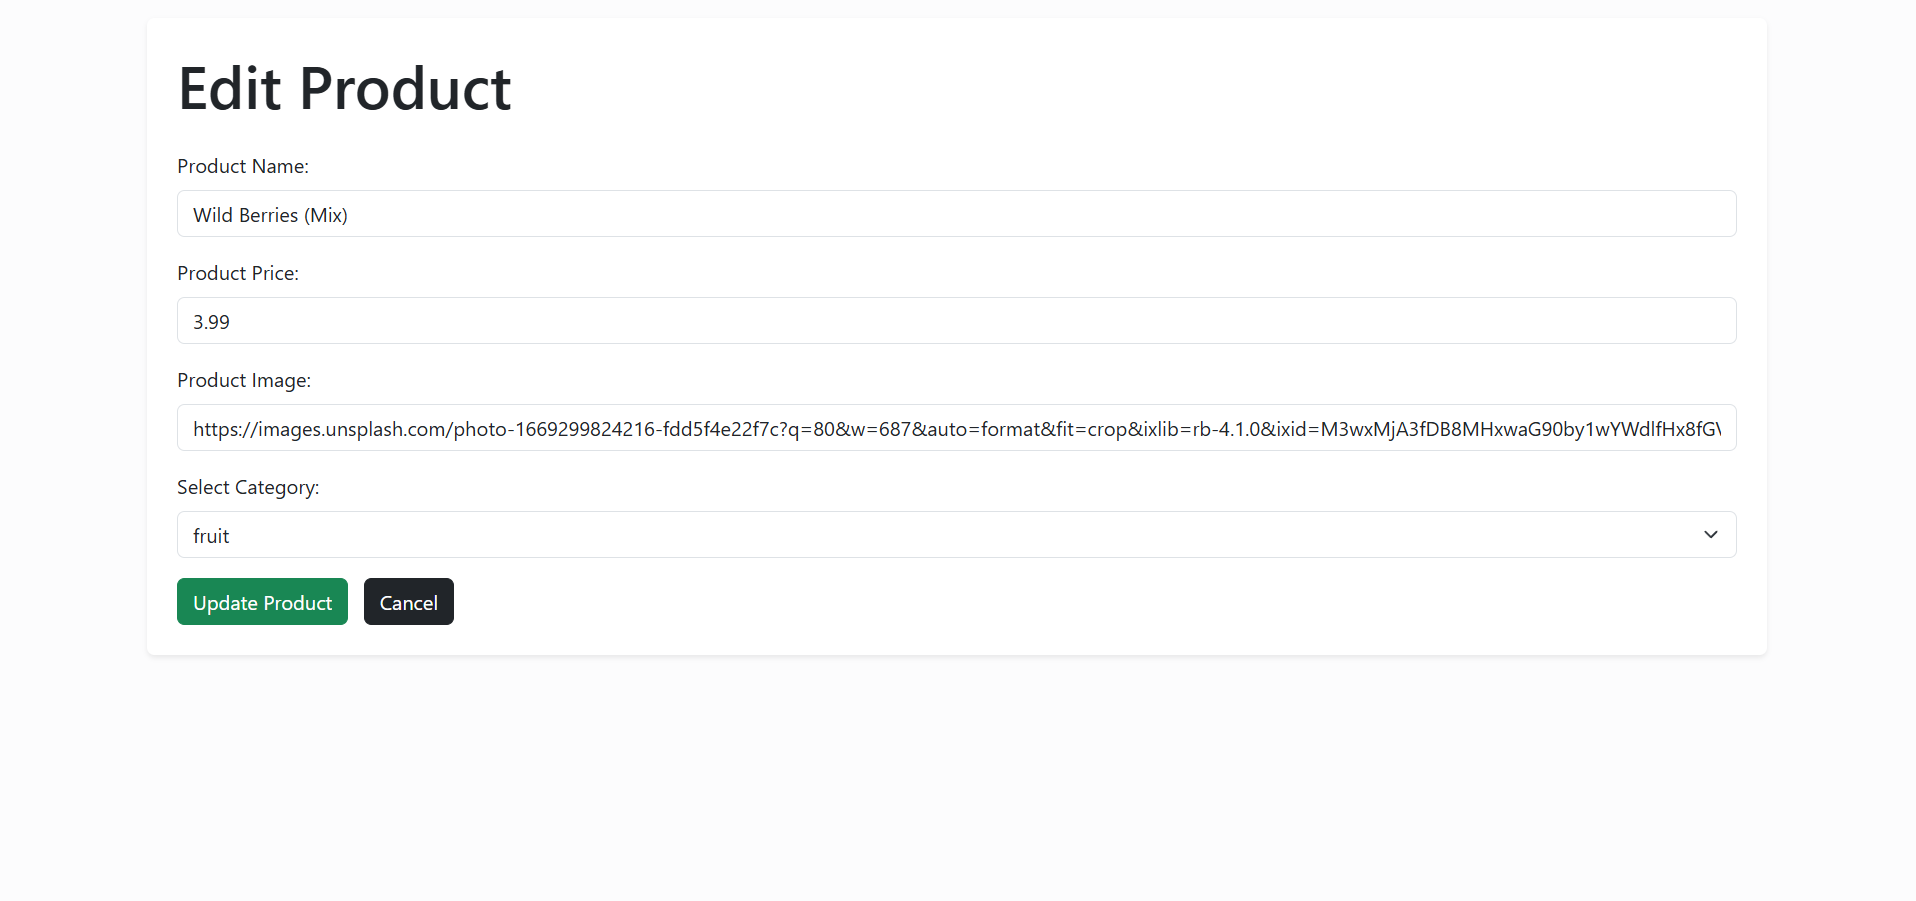 Edit Product
Product Name:
Wild Berries (Mix)
Product Price:
3.99
Product Image:
https://images.unsplash.com/photo-1669299824216-fdd5f4e22f7c?q=80&w=687&auto=format&fit=crop&ixlib=rb-4.1.0&ixid=M3wxMjA3fDB8MHxwaG90by1wYWdlfHx8fGV
Select Category:
fruit
Update Product Cancel